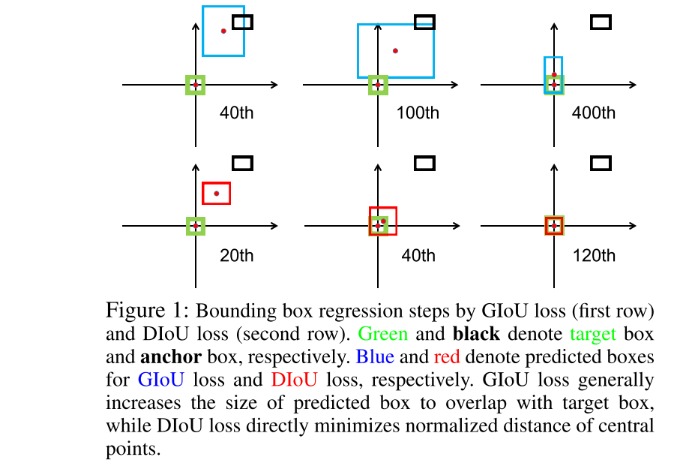 40th
100th
400th
20th
40th
120th
Figure 1: Bounding box regression steps by GIoU loss (first row)
and DIoU loss (second row). Green and black denote target box
and anchor box, respectively. Blue and red denote predicted boxes
for GIoU loss and DIoU loss, respectively. GIoU loss generally
increases the size of predicted box to overlap with target box,
while DIoU loss directly minimizes normalized distance of central
points.